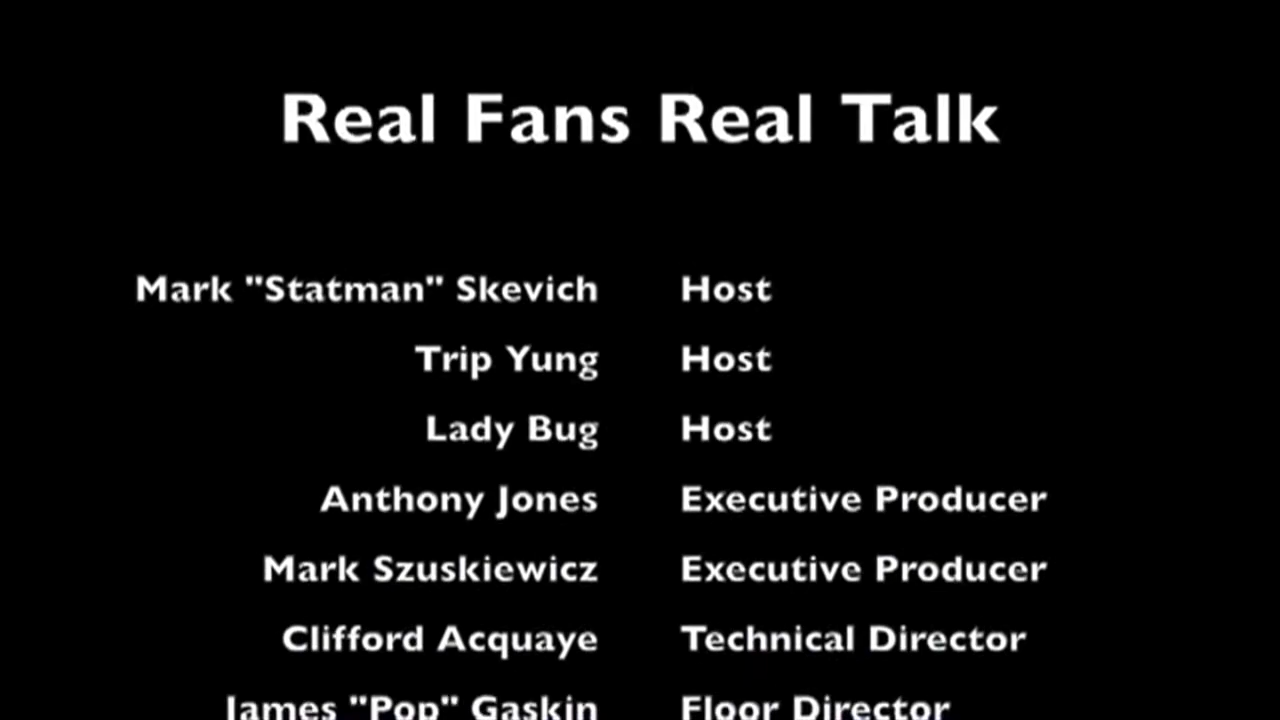 Real Fans Real Talk
Mark "Statman" Skevich Host
Trip Yung Host
Lady Bug Host
Anthony Jones Executive Producer
Mark Szuskiewicz Executive Producer
Clifford Acquaye Technical Director
James "Pop" Gaskin Floor Director